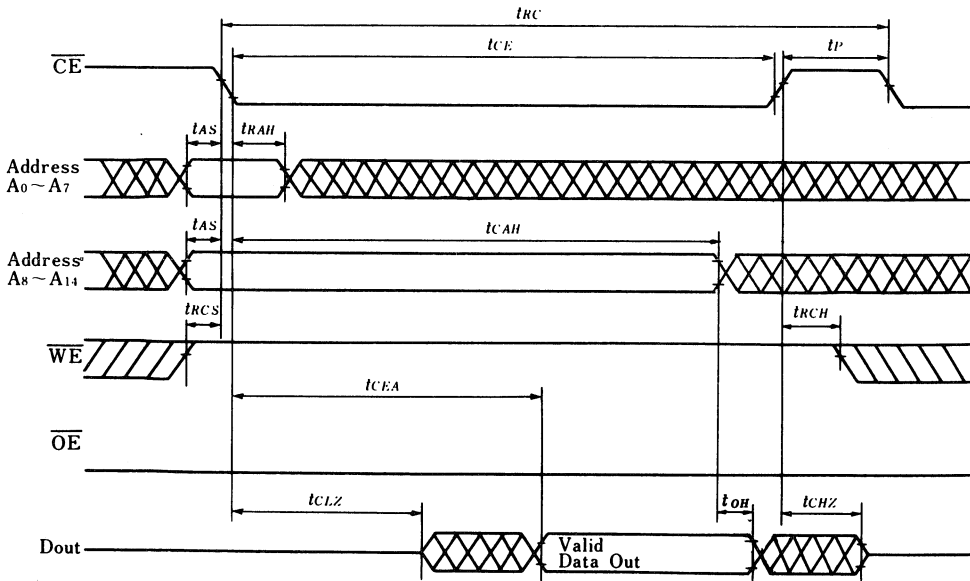 tRC
tCE
tP
CE
tAS
tRAH
Address
A0~A7
tAS
tCAH
Address
A8~A14
tRCS
tRCH
WE
tCEA
OE
tCLZ
tOH
tCHZ
Dout
Valid
Data Out